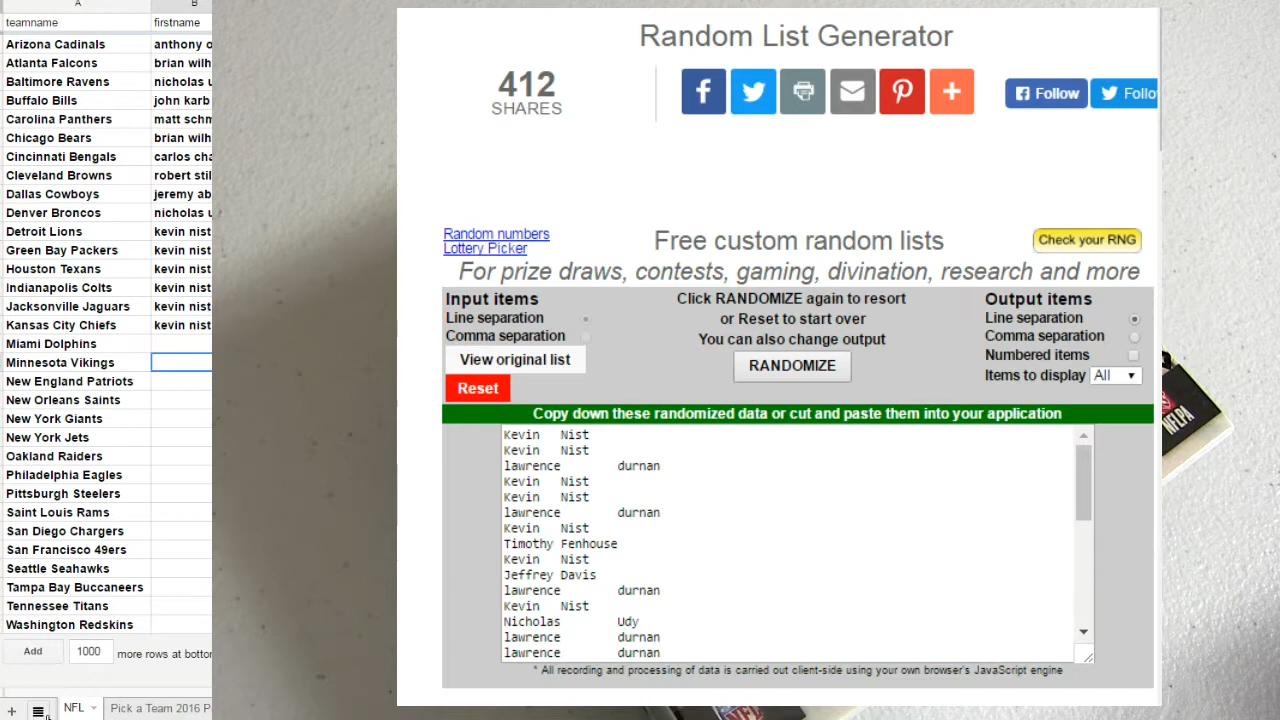 A
B
teamname
firstname
Arizona Cadinals
anthony o
Atlanta Falcons
brian wilh
Baltimore Ravens
nicholas u
Buffalo Bills
john karb
Carolina Panthers
matt schm
Chicago Bears
brian wilh
Cincinnati Bengals
carlos cha
Cleveland Browns
robert stil
Dallas Cowboys
jeremy ab
Denver Broncos
nicholas u
Detroit Lions
kevin nist
Green Bay Packers
kevin nist
Houston Texans
kevin nist
Indianapolis Colts
kevin nist
Jacksonville Jaguars
kevin nist
Kansas City Chiefs
kevin nist
Miami Dolphins
Minnesota Vikings
New England Patriots
New Orleans Saints
New York Giants
New York Jets
Oakland Raiders
Philadelphia Eagles
Pittsburgh Steelers
Saint Louis Rams
San Diego Chargers
San Francisco 49ers
Seattle Seahawks
Tampa Bay Buccaneers
Tennessee Titans
Washington Redskins
Add 1000 more rows at bottor
+ NFL Pick a Team 2016 P
Random List Generator
412
SHARES
Follow
Follo
Random numbers
Lottery Picker
Free custom random lists
Check your RNG
For prize draws, contests, gaming, divination, research and more
Input items
Line separation
Comma separation
View original list
Reset
Click RANDOMIZE again to resort
or Reset to start over
You can also change output
RANDOMIZE
Output items
Line separation
Comma separation
Numbered items
Items to display All
Copy down these randomized data or cut and paste them into your application
Kevin Nist
Kevin Nist
lawrence durnan
Kevin Nist
Kevin Nist
lawrence durnan
Kevin Nist
Timothy Fenhouse
Kevin Nist
Jeffrey Davis
lawrence durnan
Kevin Nist
Nicholas Udy
lawrence durnan
lawrence durnan
* All recording and processing of data is carried out client-side using your own browser's JavaScript engine
NFLPA